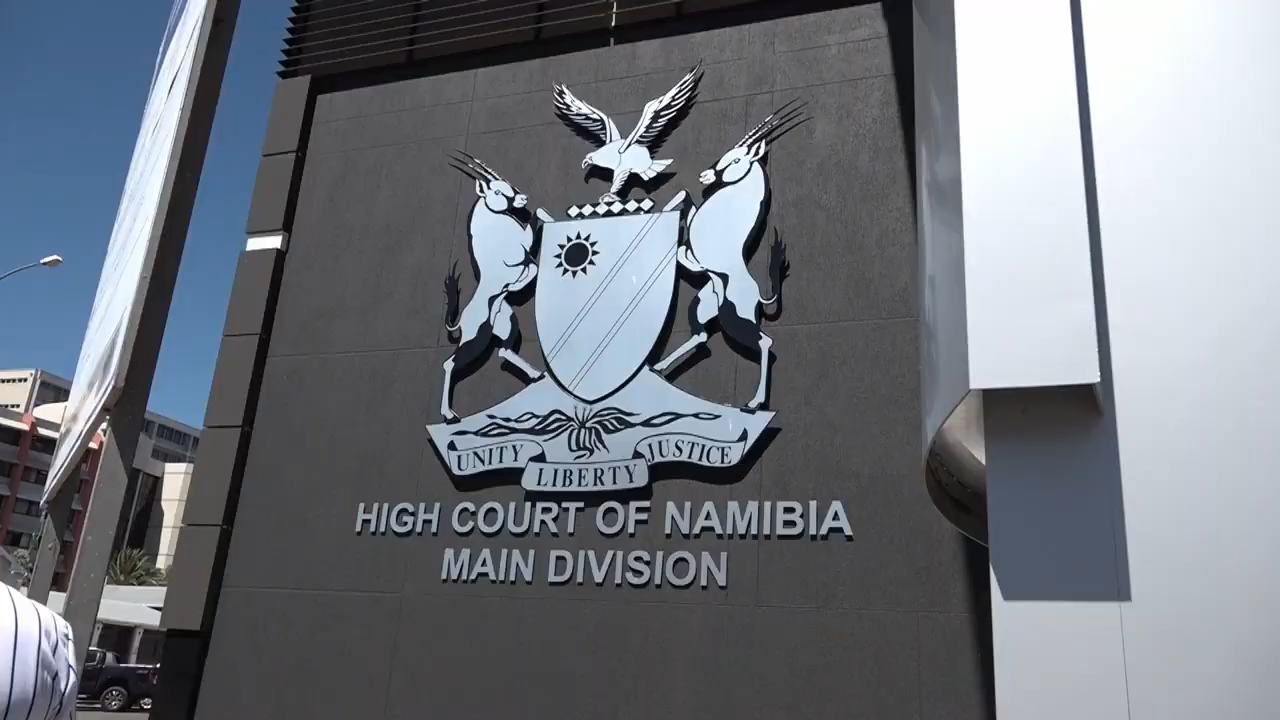 UNITY
LIBERTY
JUSTICE
HIGH COURT OF NAMIBIA
MAIN DIVISION